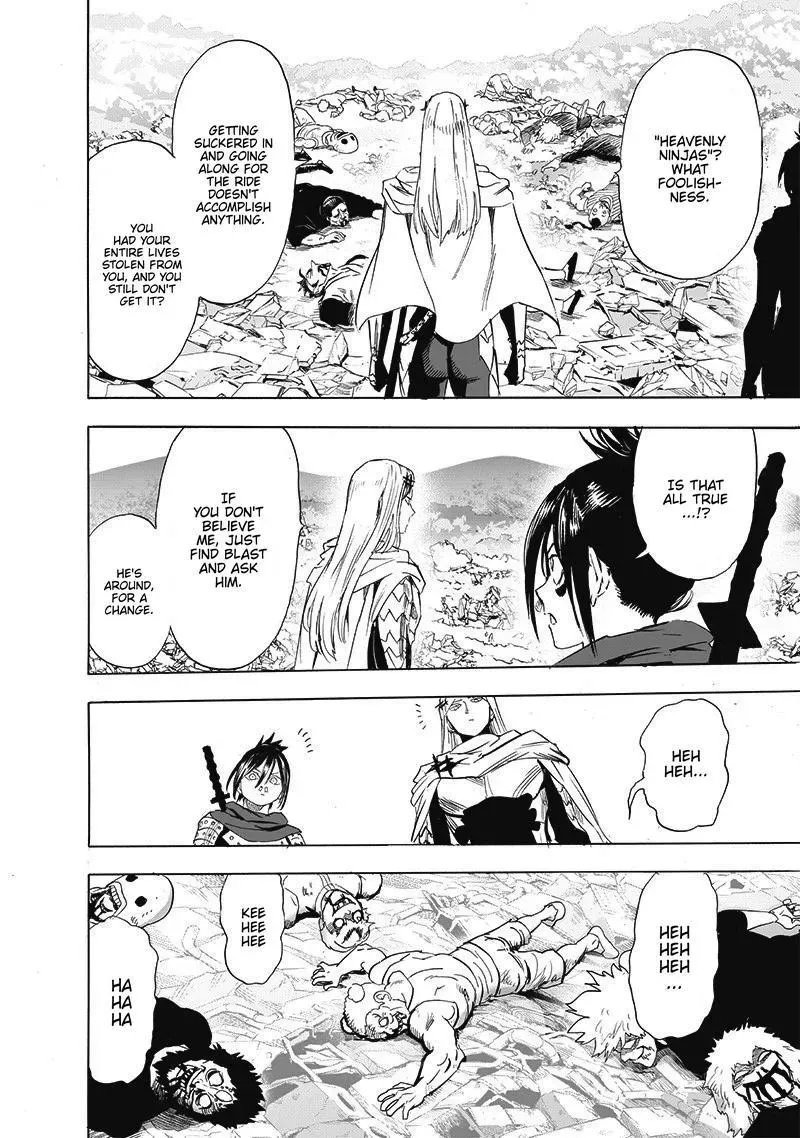 "HEAVENLY
NINJAS"?
WHAT
FOOLISH-
NESS.
GETTING
SUCKERED IN
AND GOING
ALONG FOR
THE RIDE
DOESN'T
ACCOMPLISH
ANYTHING.
YOU
HAD YOUR
ENTIRE LIVES
STOLEN FROM
YOU, AND YOU
STILL DON'T
GET IT?
IS THAT
ALL TRUE
...!?
IF
YOU DON'T
BELIEVE
ME, JUST
FIND BLAST
AND ASK
HIM.
HE'S
AROUND,
FOR A
CHANGE.
HEH
HEH...
HEH
HEH
HEH
...
KEE
HEE
HEE
HA
HA
HA